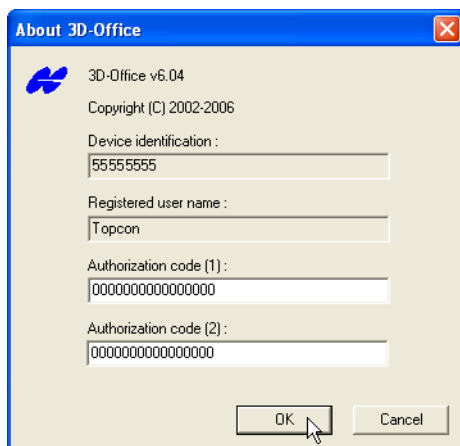 About 3D-Office
3D-Office v6.04
Copyright (C) 2002-2006
Device identification :
55555555
Registered user name :
Topcon
Authorization code (1) :
0000000000000000
Authorization code (2) :
0000000000000000
OK Cancel